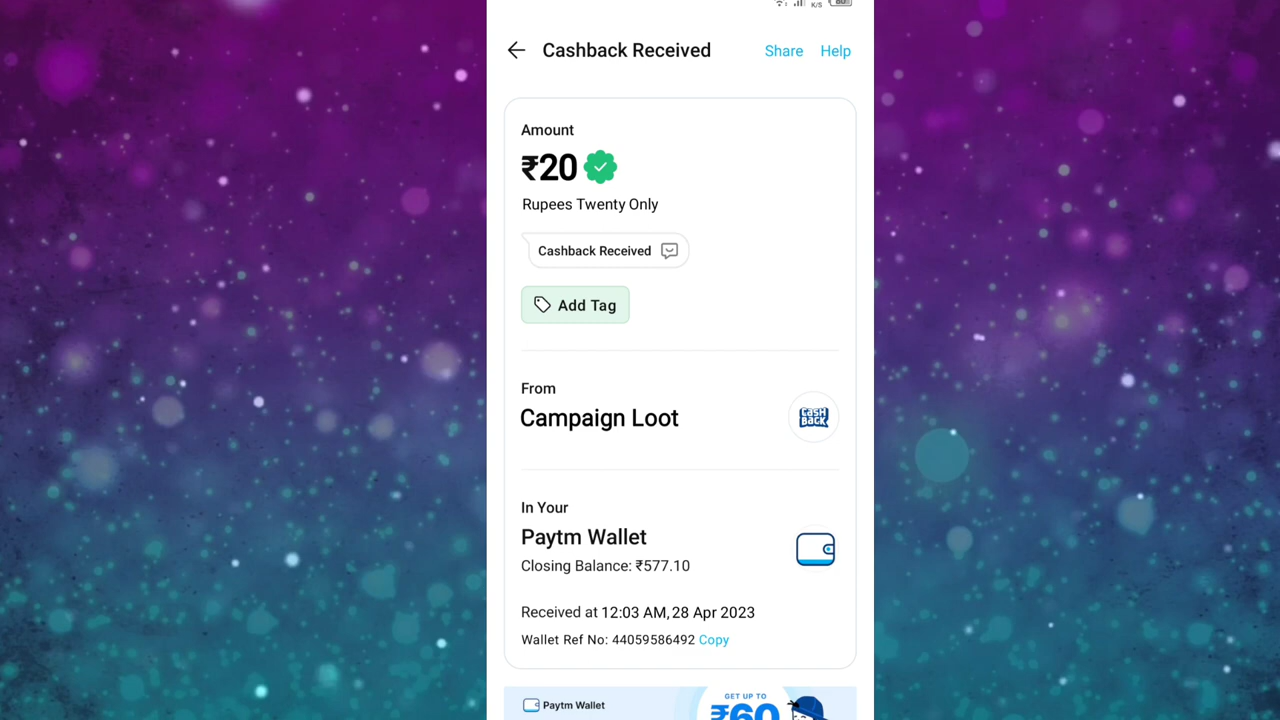 K/S
Cashback Received
Share Help
Amount
₹20
Rupees Twenty Only
Cashback Received
Add Tag
From
Campaign Loot
CASH
BACK
In Your
Paytm Wallet
Closing Balance: ₹577.10
Received at 12:03 AM, 28 Apr 2023
Wallet Ref No: 44059586492 Copy
Paytm Wallet
GET UP TO
₹60